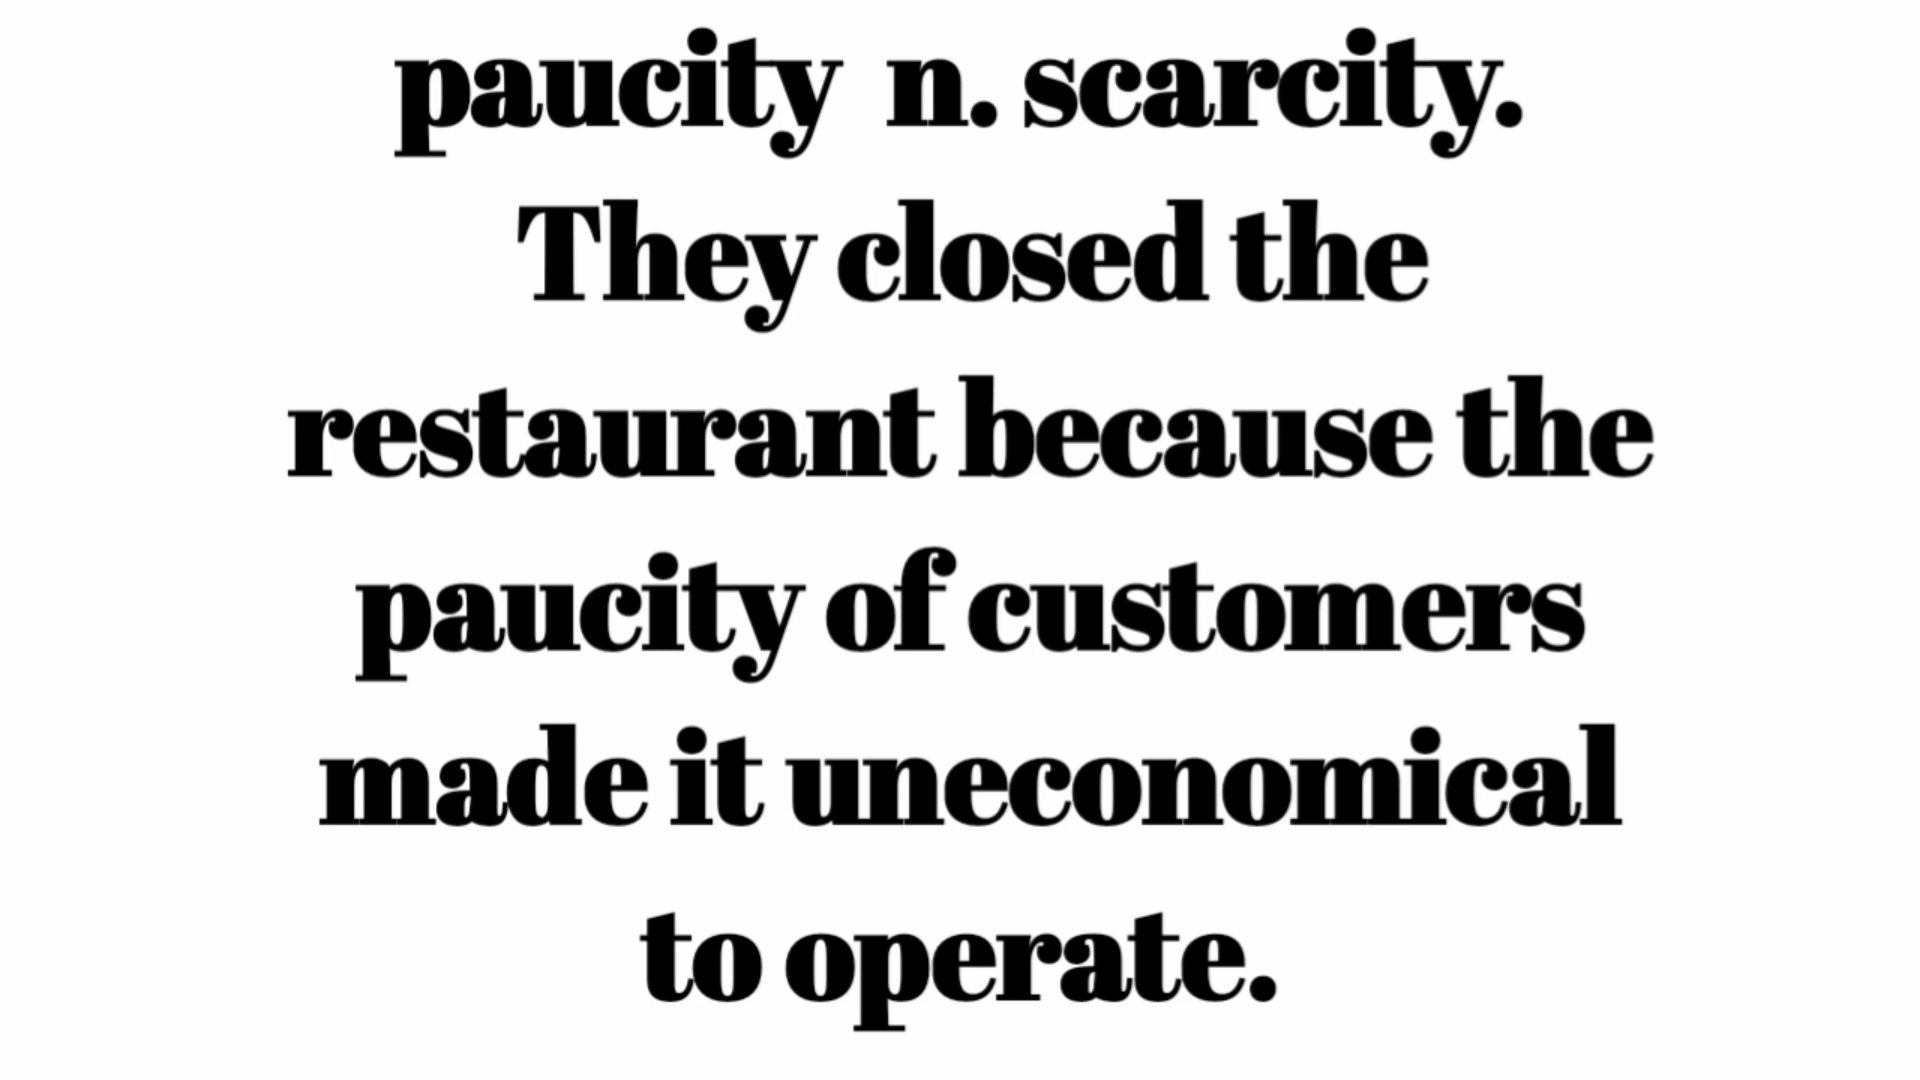 paucity  n. scarcity.
They closed the
restaurant because the
paucity of customers
made it uneconomical
to operate.